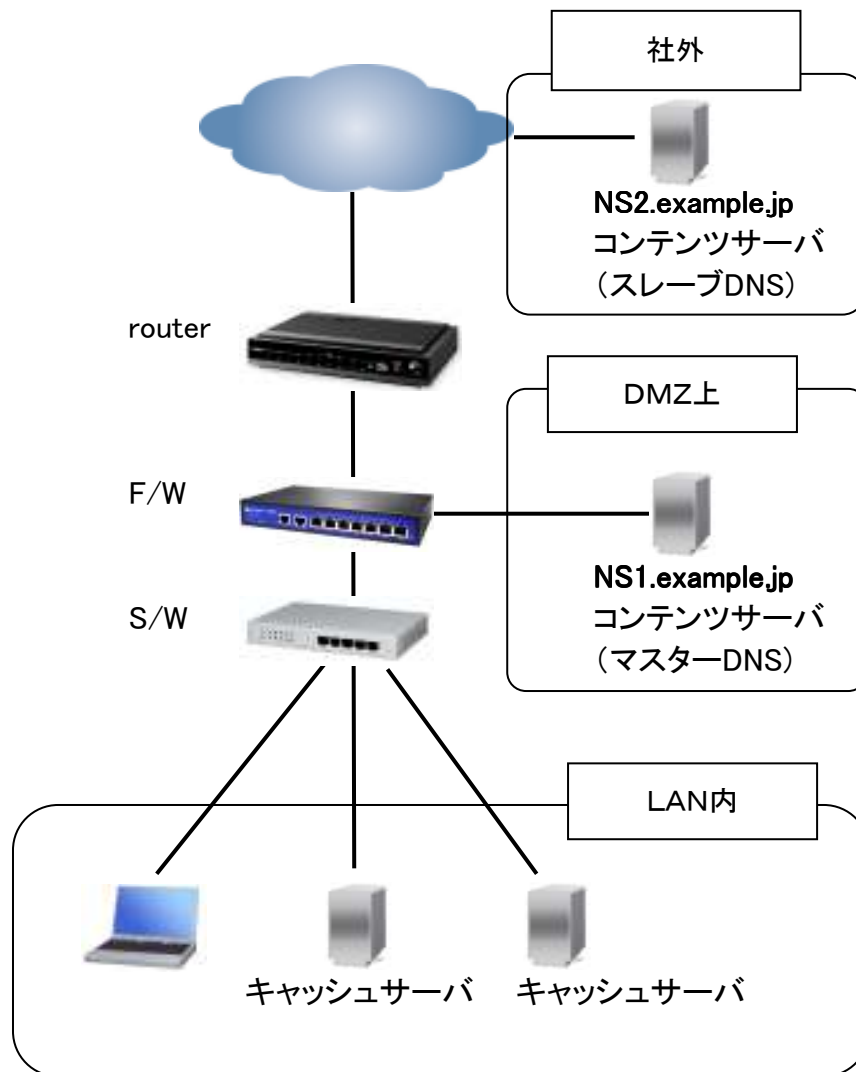 社外
NS2.example.jp
コンテンツサーバ
（スレーブDNS）
router
DMZ上
F/W
NS1.example.jp
コンテンツサーバ
（マスターDNS）
S/W
LAN内
キャッシュサーバ
キャッシュサーバ